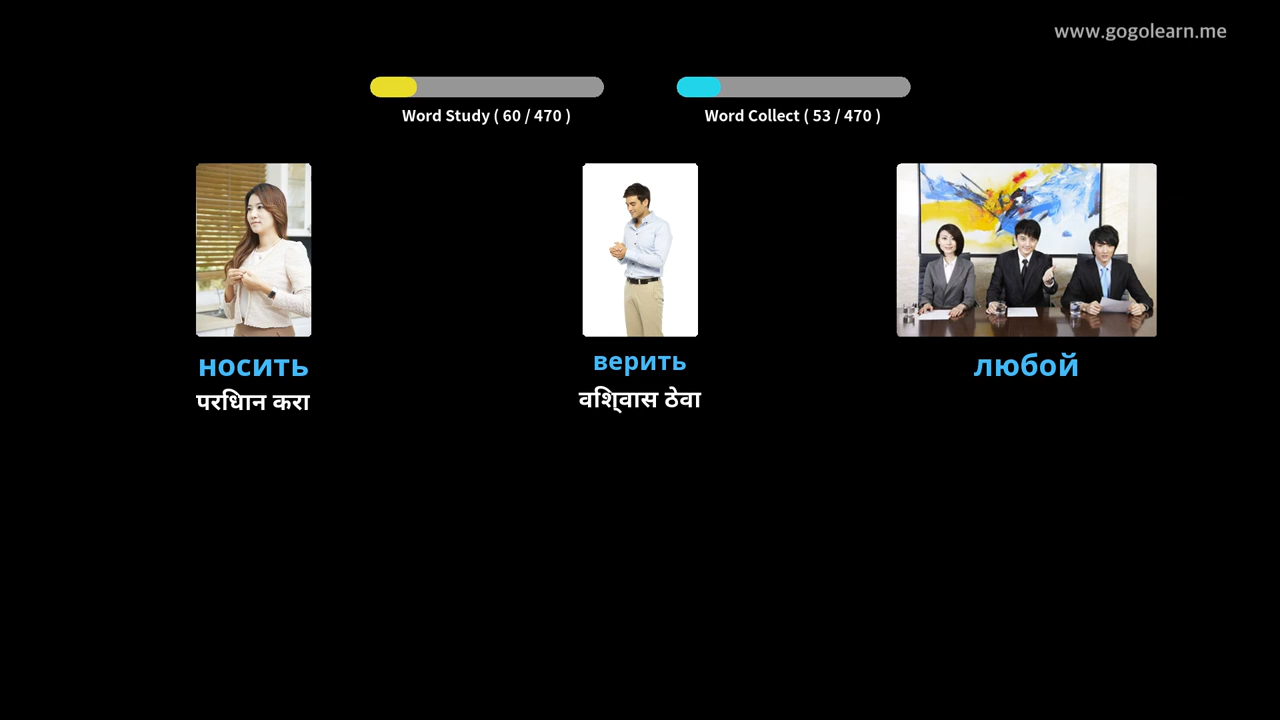 www.gogolearn.me
Word Study ( 60 / 470 )
Word Collect ( 53 / 470 )
носить
परिधान करा
верить
विश्वास ठेवा
любой